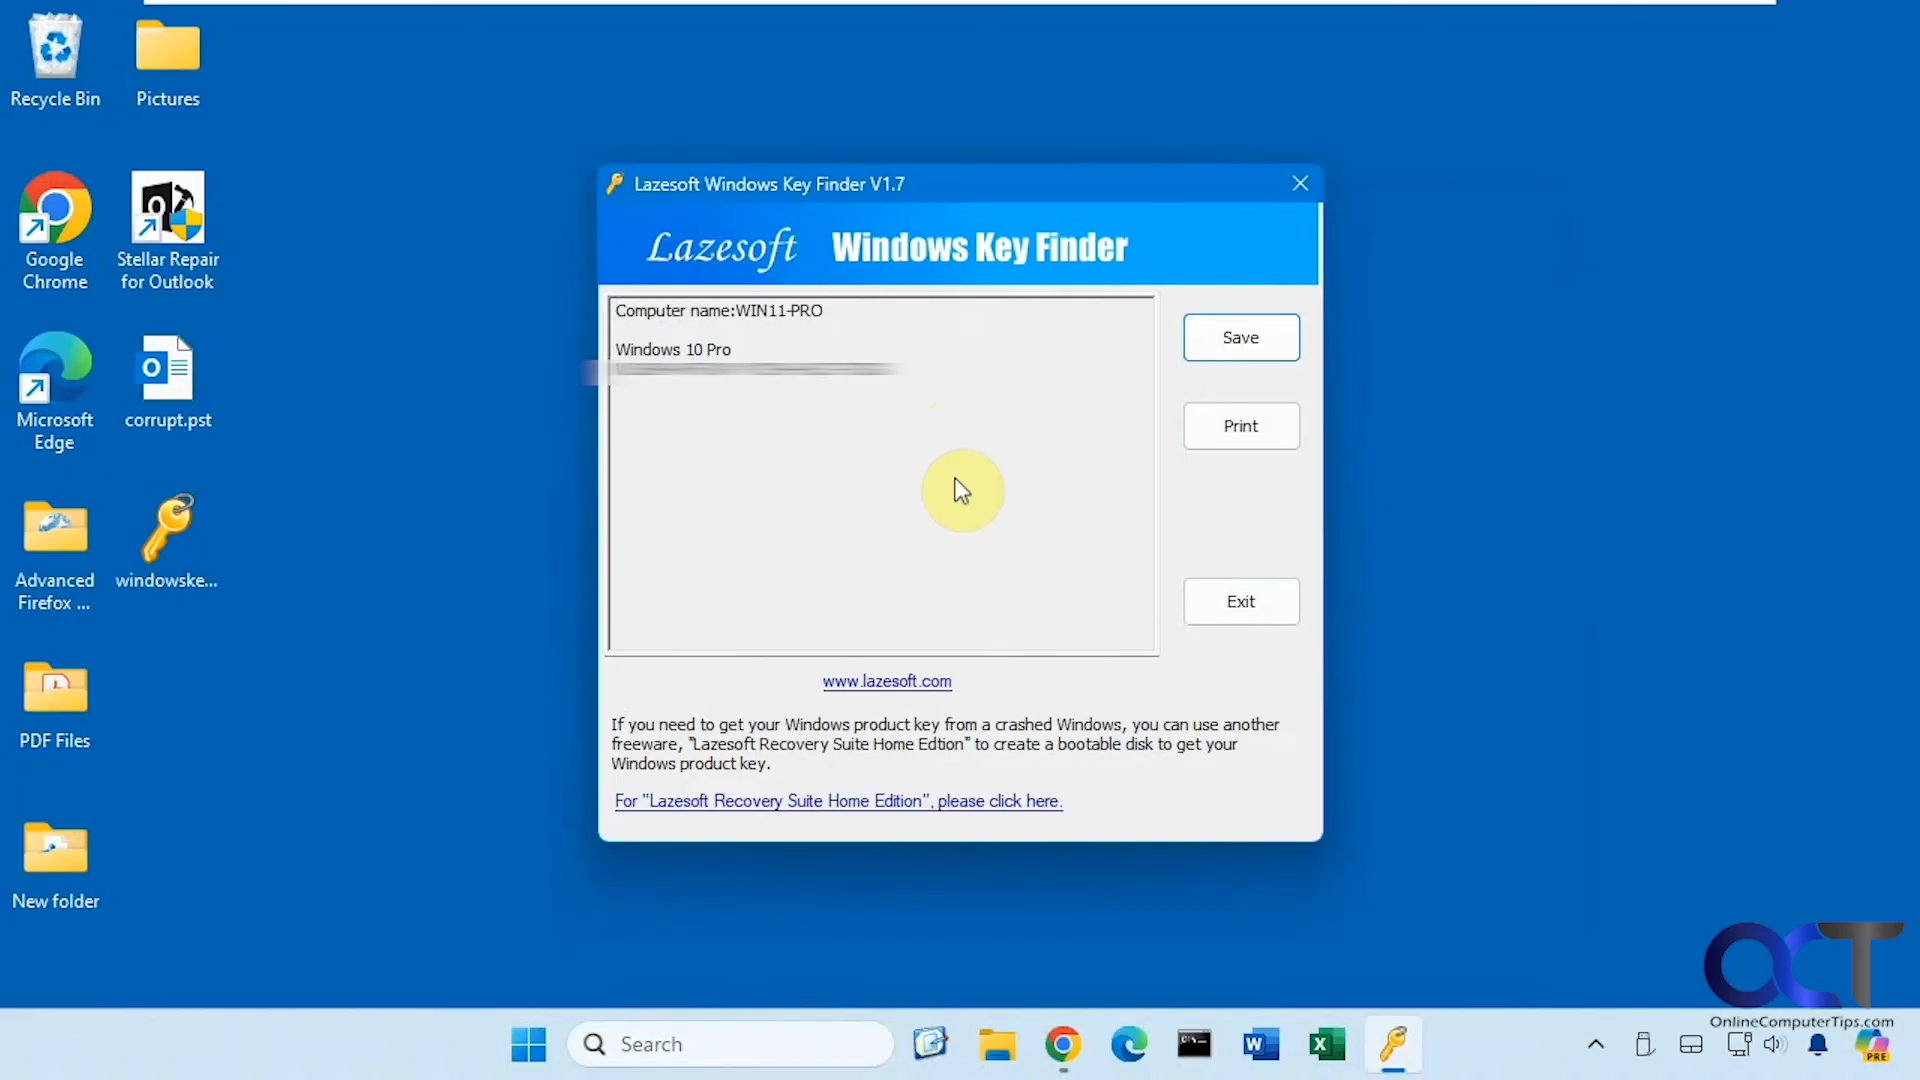 Recycle Bin
Pictures
Google
Chrome
Stellar Repair
for Outlook
Microsoft
Edge
corrupt.pst
Advanced
Firefox ...
windowske...
PDF Files
New folder
Lazesoft Windows Key Finder V1.7
Lazesoft Windows Key Finder
Computer name:WIN11-PRO
Windows 10 Pro
Save
Print
Exit
www.lazesoft.com
If you need to get your Windows product key from a crashed Windows, you can use another
freeware, "Lazesoft Recovery Suite Home Edtion" to create a bootable disk to get your
Windows product key.
For "Lazesoft Recovery Suite Home Edition", please click here.
OCT
OnlineComputerTips.com
Search
PRE